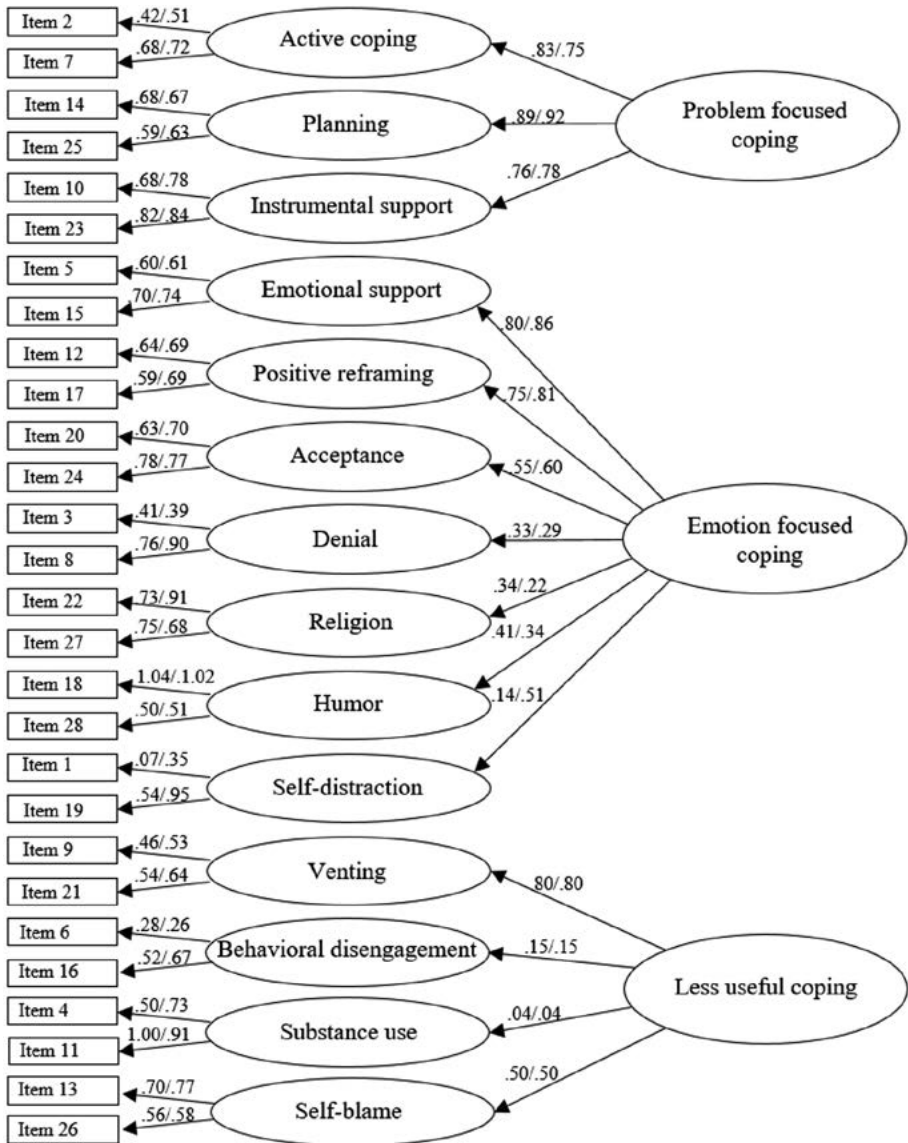 Item 2
.42/.51
Active coping
Item 7
.68/.72
.83/.75
Item 14
.68/.67
Planning
Item 25
.59/.63
.89/.92
Problem focused
coping
Item 10
.68/.78
Instrumental support
Item 23
.82/.84
.76/.78
Item 5
.60/.61
Emotional support
Item 15
.70/.74
.80/.86
Item 12
.64/.69
Positive reframing
Item 17
.59/.69
.75/.81
Item 20
.63/.70
Acceptance
Item 24
.78/.77
.55/.60
Item 3
.41/.39
Denial
Item 8
.76/.90
.33/.29
Emotion focused
coping
Item 22
.73/.91
Religion
Item 27
.75/.68
.34/.22
Item 18
1.04/.1.02
Humor
Item 28
.50/.51
.41/.34
Item 1
.07/.35
Self-distraction
Item 19
.54/.95
.14/.51
Item 9
.46/.53
Venting
Item 21
.54/.64
.80/.80
Item 6
.28/.26
Behavioral disengagement
Item 16
.52/.67
.15/.15
Less useful coping
Item 4
.50/.73
Substance use
Item 11
1.00/.91
.04/.04
Item 13
.70/.77
Self-blame
Item 26
.56/.58
.50/.50